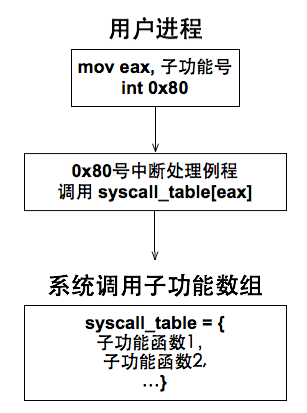 用户进程
mov eax, 子功能号
int 0x80
0x80号中断处理例程
调用 syscall_table[eax]
系统调用子功能数组
syscall_table = {
子功能函数1,
子功能函数2,
...}